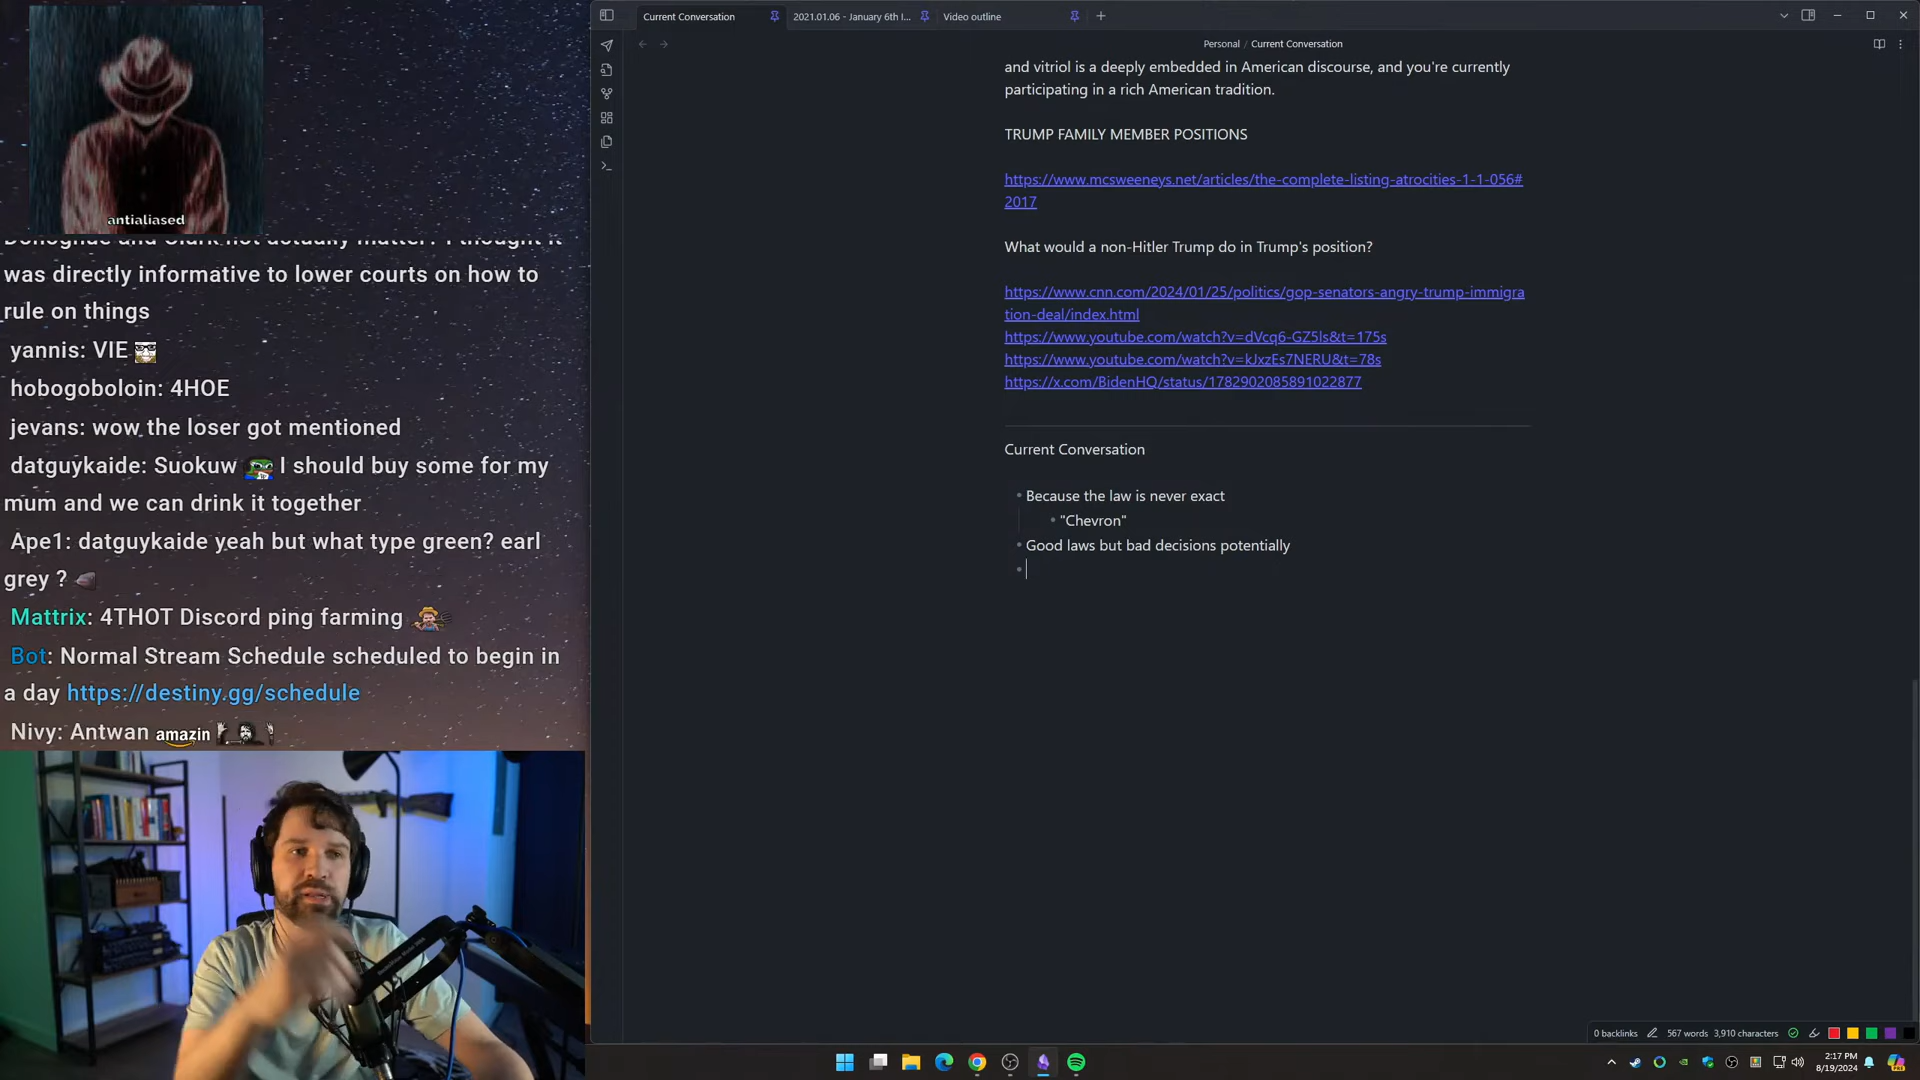 antialiased
was directly informative to lower courts on how to
rule on things
yannis: VIE
hobogoboloin: 4HOE
jevans: wow the loser got mentioned
datguykaide: Suokuw I should buy some for my
mum and we can drink it together
Ape1: datguykaide yeah but what type green? earl
grey ?
Mattrix: 4THOT Discord ping farming
Bot: Normal Stream Schedule scheduled to begin in
a day https://destiny.gg/schedule
Nivy: Antwan amazin
Current Conversation
2021.01.06 - January 6th I...
Video outline
Personal / Current Conversation
and vitriol is a deeply embedded in American discourse, and you're currently
participating in a rich American tradition.
TRUMP FAMILY MEMBER POSITIONS
https://www.mcsweeneys.net/articles/the-complete-listing-atrocities-1-1-056#
2017
What would a non-Hitler Trump do in Trump's position?
https://www.cnn.com/2024/01/25/politics/gop-senators-angry-trump-immigra
tion-deal/index.html
https://www.youtube.com/watch?v=dVcq6-GZ5ls&t=175s
https://www.youtube.com/watch?v=kJxzEs7NERU&t=78s
https://x.com/BidenHQ/status/1782902085891022877
Current Conversation
Because the law is never exact
"Chevron"
Good laws but bad decisions potentially
0 backlinks
567 words 3,910 characters
2:17 PM
8/19/2024